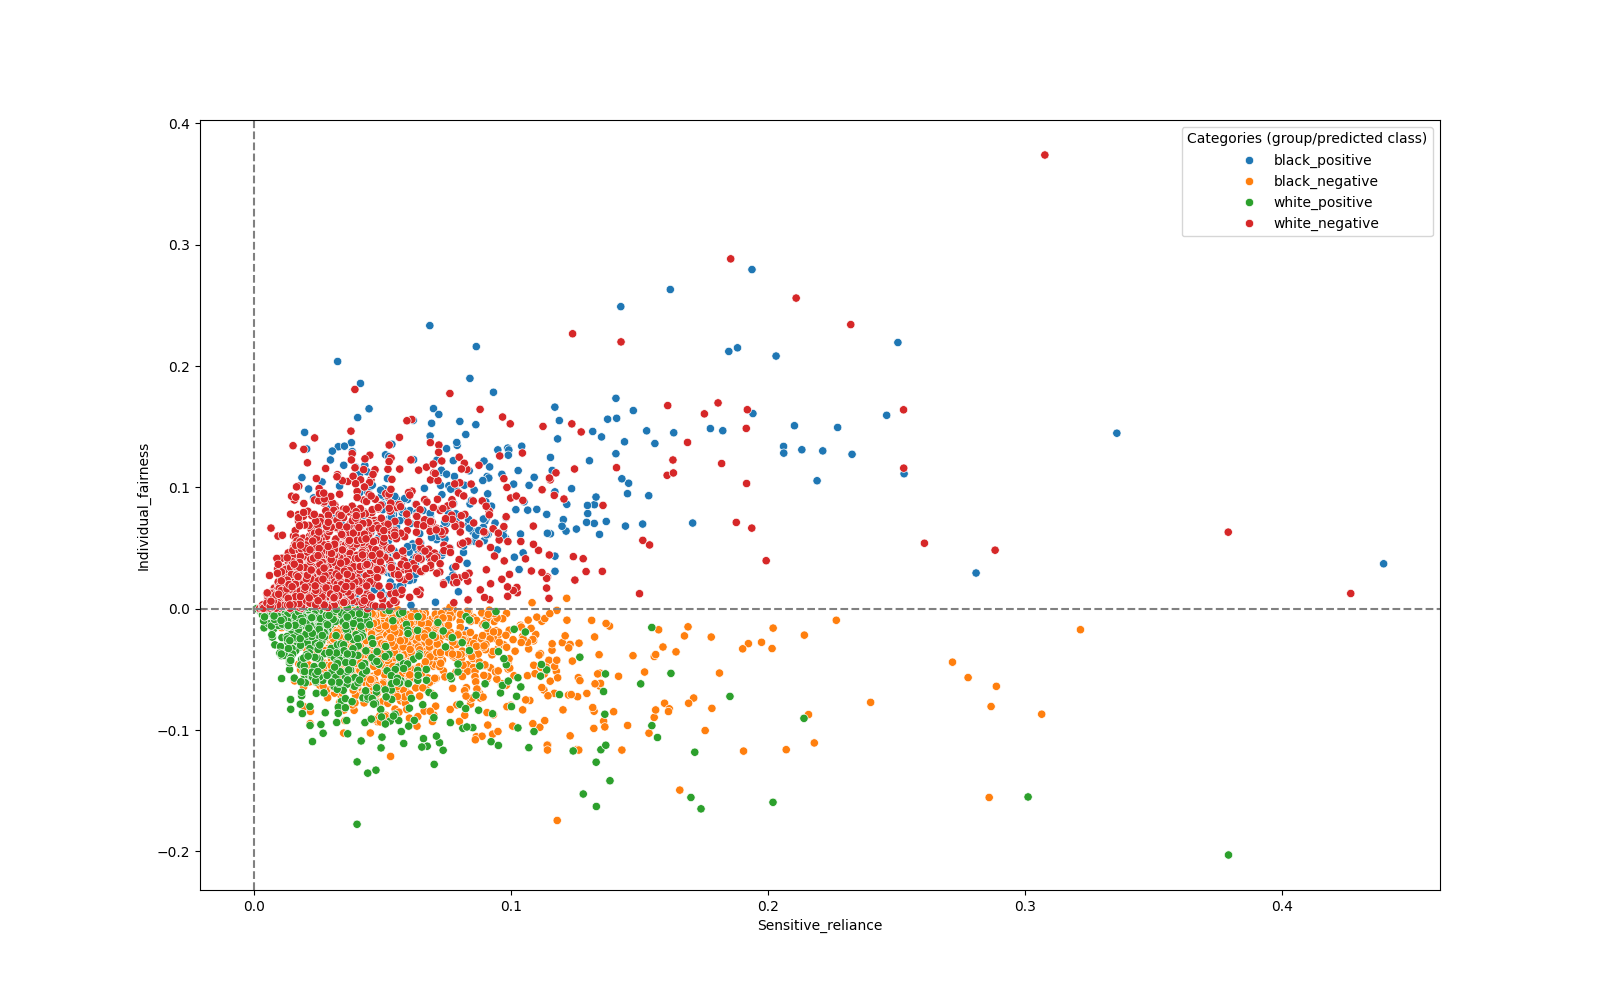 Categories (group/predicted class)
black_positive
black_negative
white_positive
white_negative
0.4
0.3
0.2
0.1
0.0
−0.1
−0.2
Individual_fairness
0.0
0.1
0.2
0.3
0.4
Sensitive_reliance